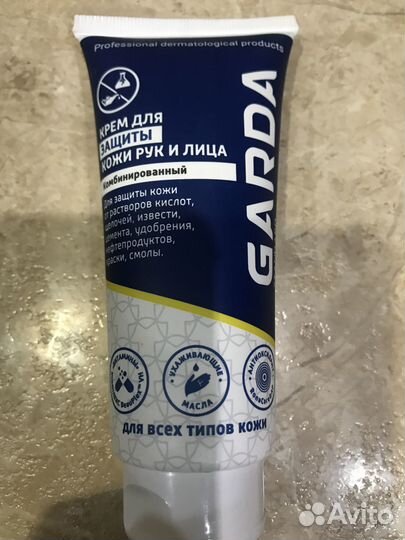 Professional dermatological products
КРЕМ ДЛЯ
ЗАЩИТЫ
КОЖИ РУК И ЛИЦА
Комбинированный
Для защиты кожи
от растворов кислот,
щелочей, извести,
цемента, удобрения,
нефтепродуктов,
краски, смолы.
GARDA
УХАЖИВАЮЩИЕ
МАСЛА
для всех типов кожи
Avito